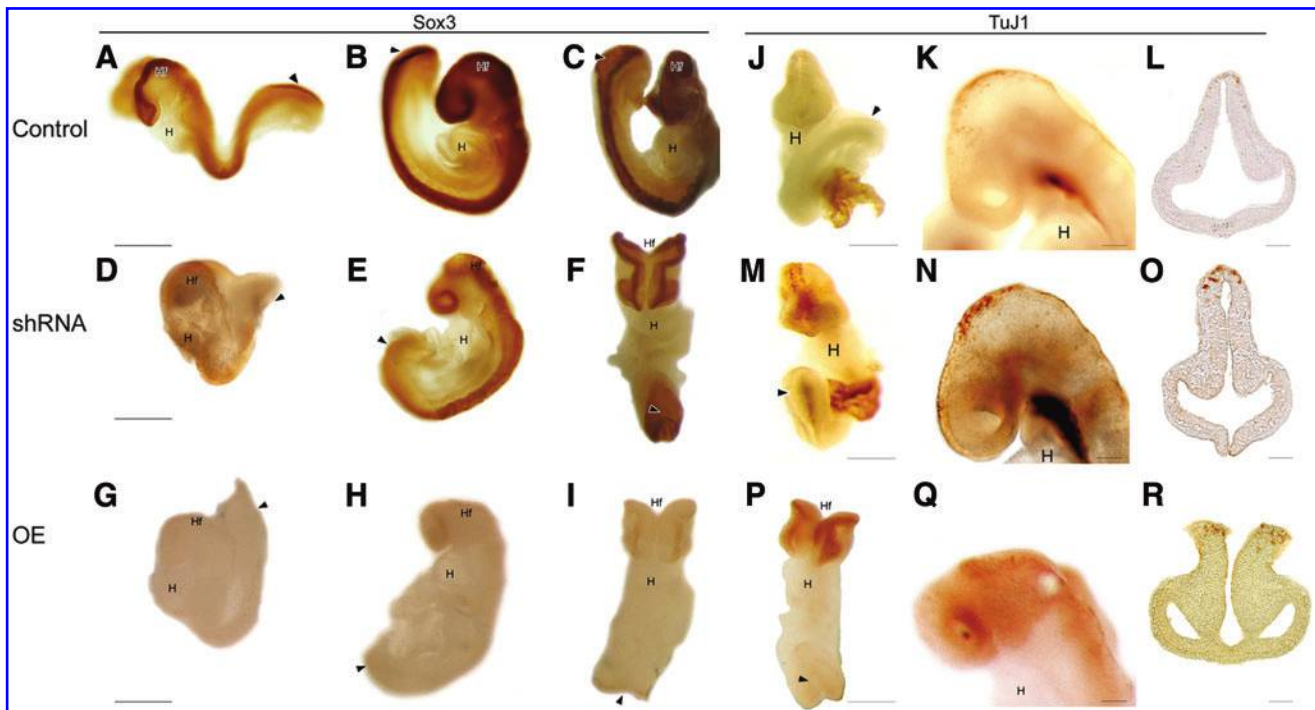 Sox3 TuJ1
A B C J K L
Hf Hf Hf
Control H H H H H
D E F M N O
Hf Hf Hf
shRNA H H H H H
G H I P Q R
Hf Hf Hf Hf
OE H H H H H